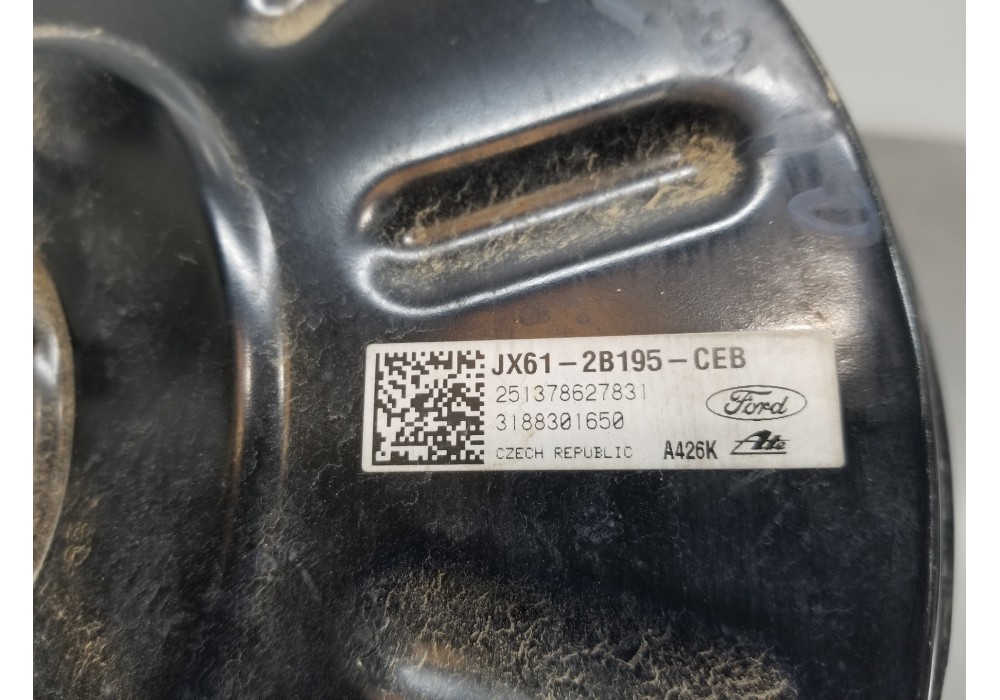 JX61-2B195-CEB
251378627831
3188301650
CZECH REPUBLIC A426K
Ford
Ate